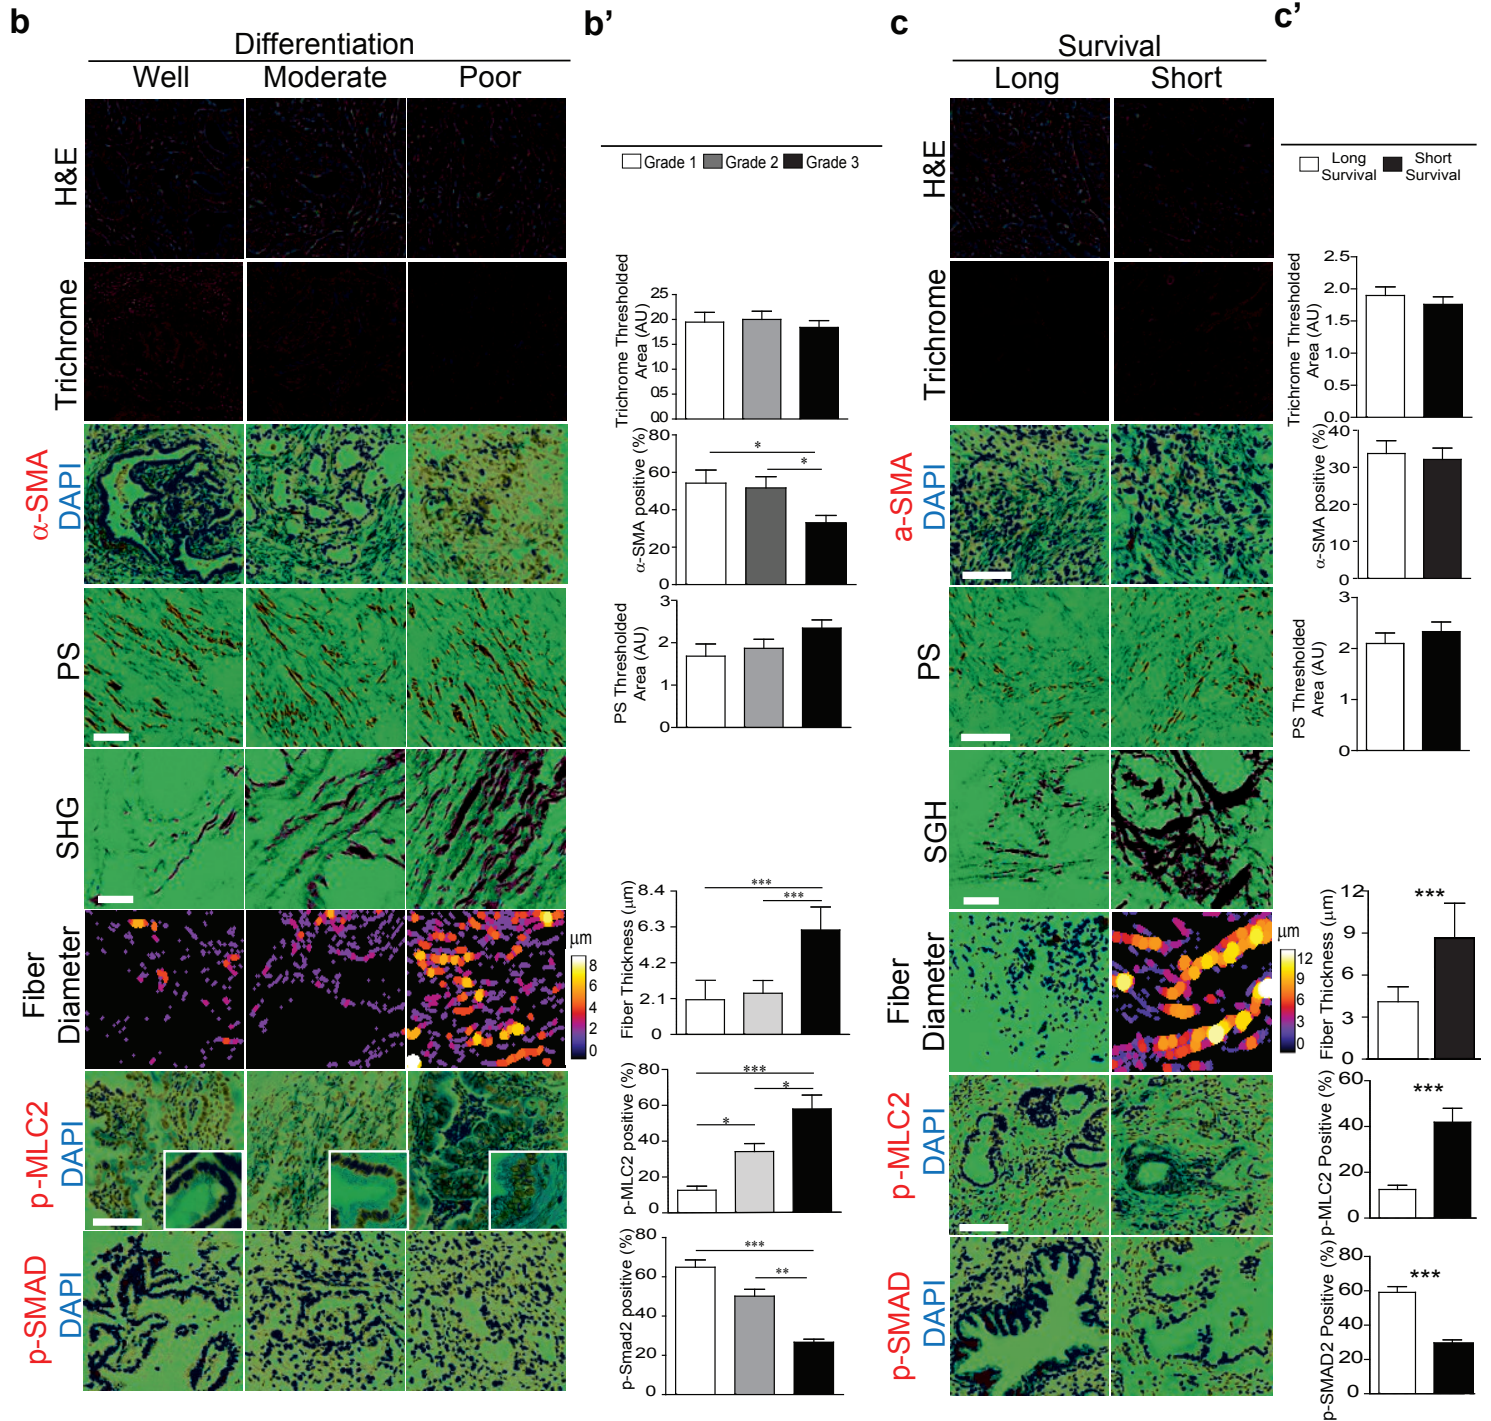 b
Differentiation
Well Moderate Poor
H&E
Trichrome
α-SMA
DAPI
PS
SHG
Fiber
Diameter
μm
8
6
4
2
0
p-MLC2
DAPI
p-SMAD
DAPI
b’
Grade 1 Grade 2 Grade 3
Trichrome Thresholded
Area (AU)
25
20
15
10
05
00
α-SMA positive (%)
80
60
40
20
0
*
*
PS Thresholded
Area (AU)
3
2
1
0
Fiber Thickness (μm)
8.4
6.3
4.2
2.1
0
***
***
p-MLC2 positive (%)
80
60
40
20
0
***
*
*
p-Smad2 positive (%)
80
60
40
20
0
***
**
c
Survival
Long Short
H&E
Trichrome
a-SMA
DAPI
PS
SGH
Fiber
Diameter
μm
12
9
6
3
0
p-MLC2
DAPI
p-SMAD
DAPI
c’
Long Survival Short Survival
Trichrome Thresholded
Area (AU)
2.5
2.0
1.5
1.0
0.5
0.0
α-SMA positive (%)
40
30
20
10
0
PS Thresholded
Area (AU)
3
2
1
0
Fiber Thickness (μm)
12
9
6
3
0
***
p-MLC2 Positive (%)
60
40
20
0
***
p-SMAD2 Positive (%)
80
60
40
20
0
***